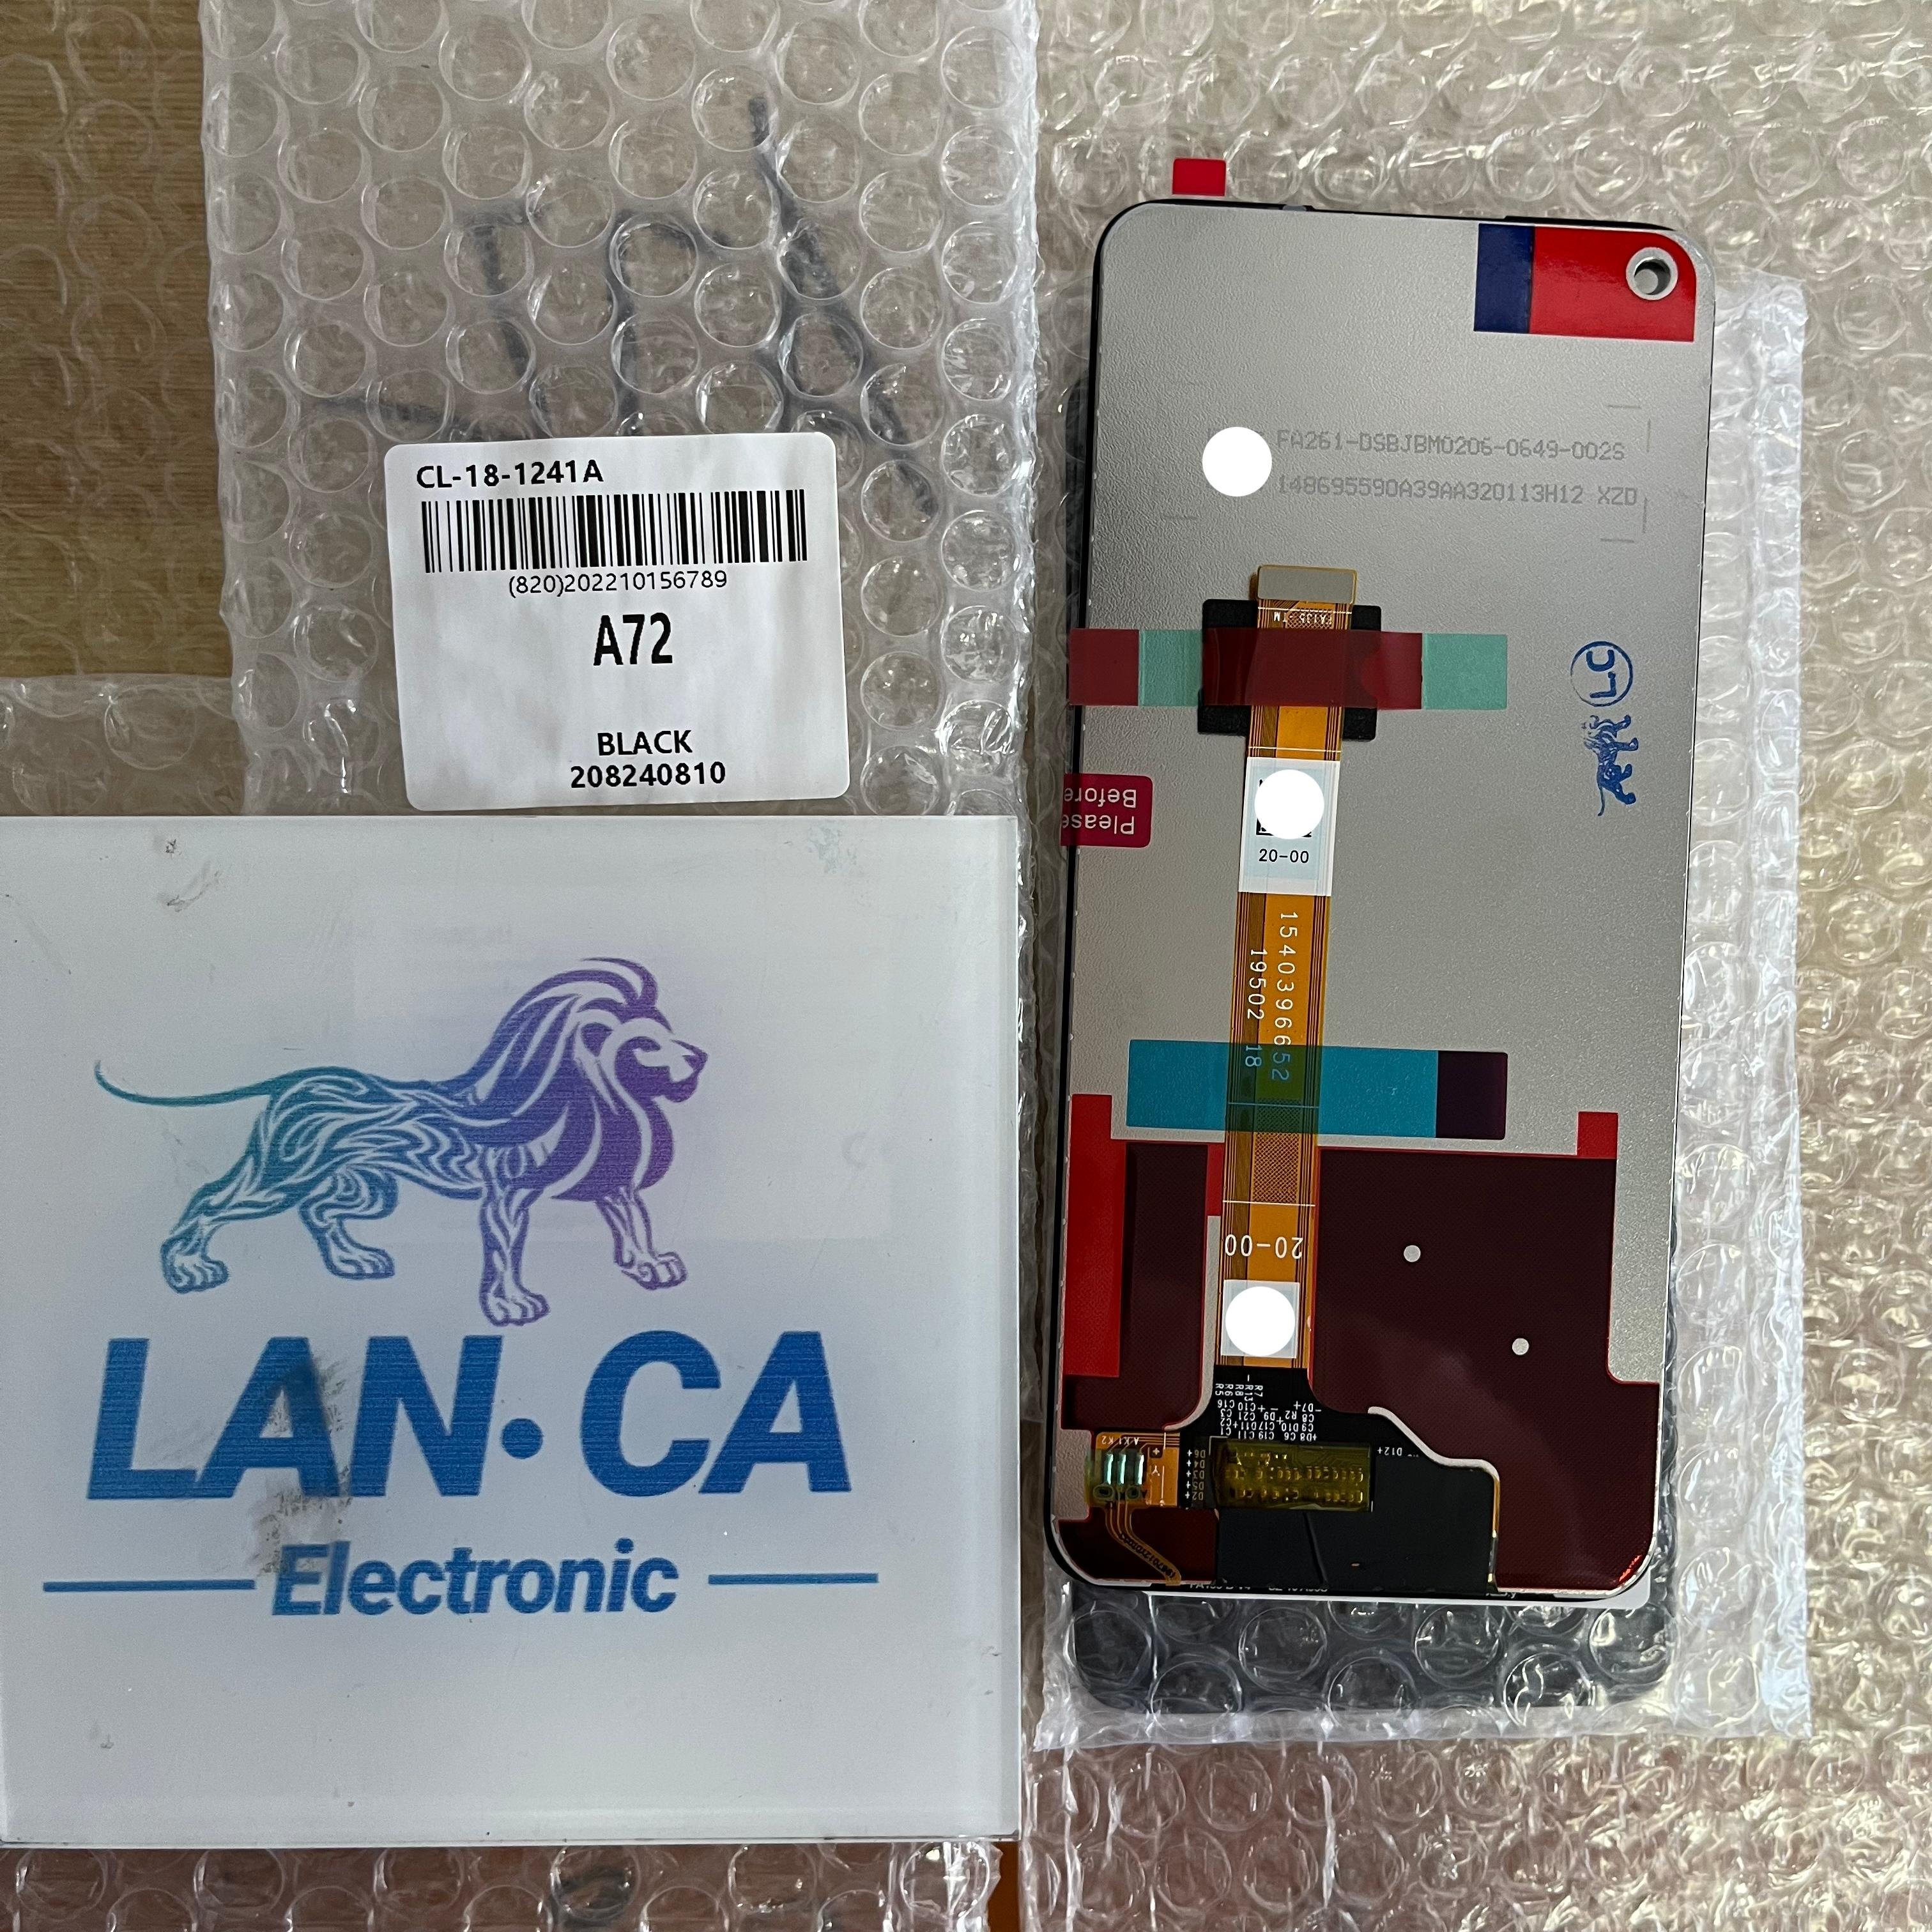 CL-18-1241A
(820)202210156789
A72
BLACK
208240810
LAN·CA
Electronic
FA261-DSBJBM0206-0649-002S
148695590A39AA320113H12 XZD
LC
Please
Before
20-00
1540396652
19502 18
20-00